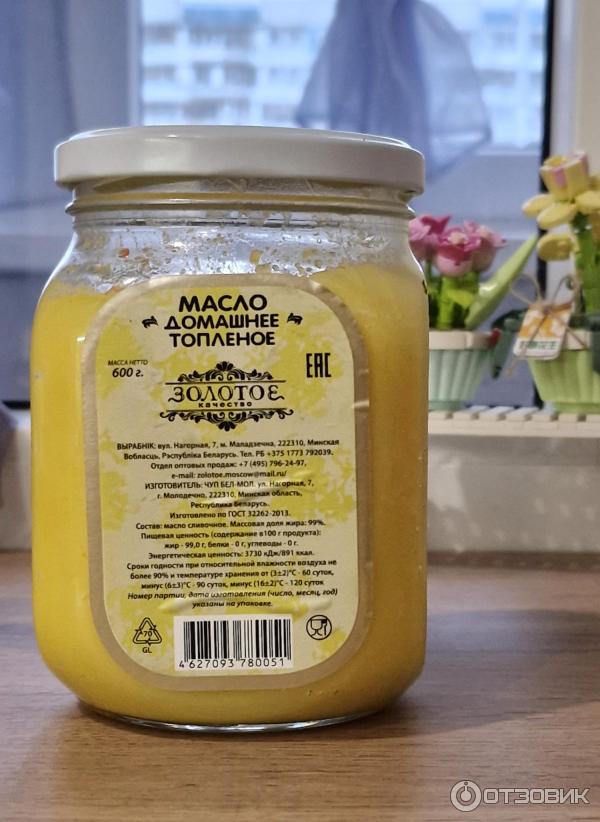 МАСЛО
ДОМАШНЕЕ
ТОПЛЕНОЕ
МАССА НЕТТО
600 г.
EAC
ЗОЛОТОЕ
качество
ВЫРАБНІК: вул. Нагорная, 7, м. Маладзечна, 222310, Минская
Вобласць, Рэспубліка Беларусь. Тел. РБ +375 1773 792039.
Отдел оптовых продаж: +7 (495) 796-24-97,
e-mail: zolotoe.moscow@mail.ru/
ИЗГОТОВИТЕЛЬ: ЧУП БЕЛ-МОЛ. ул. Нагорная, 7,
г. Молодечно, 222310, Минская область,
Республика Беларусь.
Изготовлено по ГОСТ 32262-2013.
Состав: масло сливочное. Массовая доля жира: 99%.
Пищевая ценность (содержание в100 г продукта):
жир - 99,0 г, белки - 0 г, углеводы - 0 г.
Энергетическая ценность: 3730 кДж/891 ккал.
Сроки годности при относительной влажности воздуха не
более 90% и температуре хранения от (3±2)°С - 60 суток,
минус (6±3)°С - 90 суток, минус (16±2)°С - 120 суток
Номер партии, дата изготовления (число, месяц, год)
указаны на упаковке.
70
GL
4 627093 780051
ОТЗОВИК